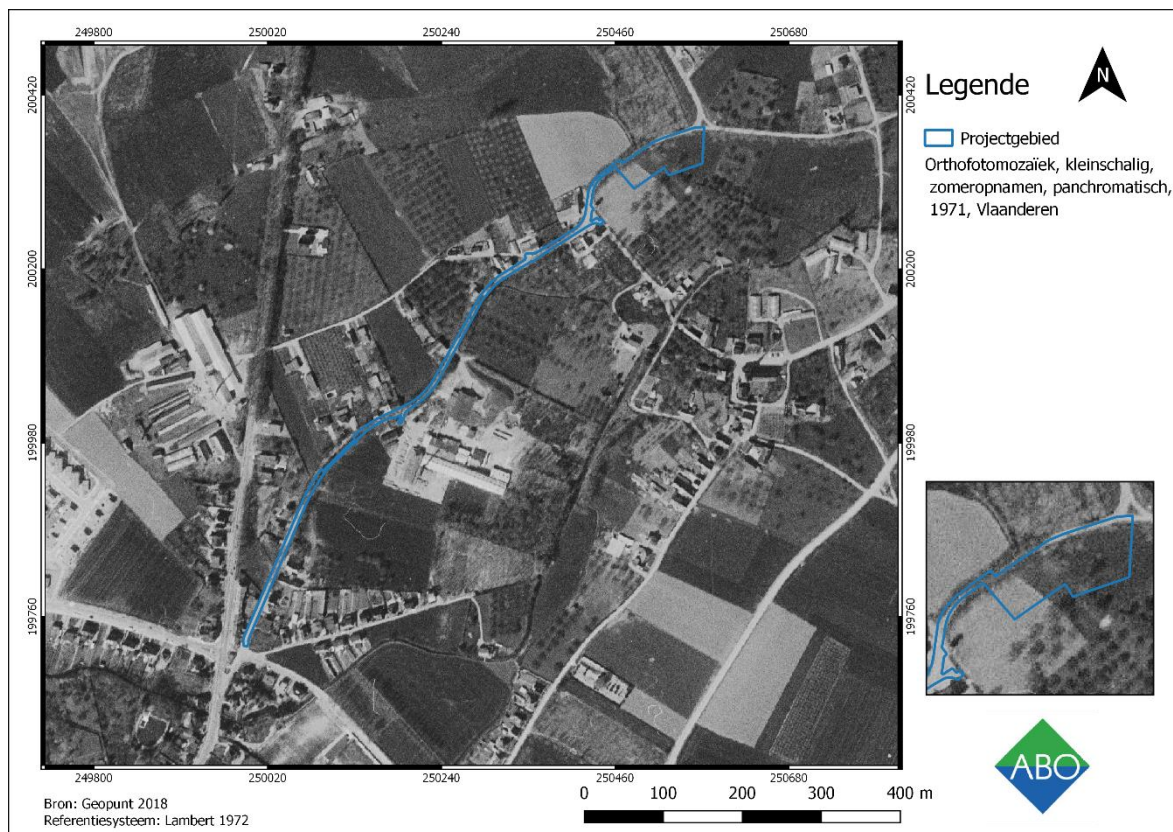 249800 250020 250240 250460 250680
200420
200420
200200
200200
199980
199980
199760
199760
249800 250020 250240 250460 250680
N
Legende
Projectgebied
Orthofotomozaïek, kleinschalig,
zomeropnamen, panchromatisch,
1971, Vlaanderen
ABO
Bron: Geopunt 2018
Referentiesysteem: Lambert 1972
0 100 200 300 400 m